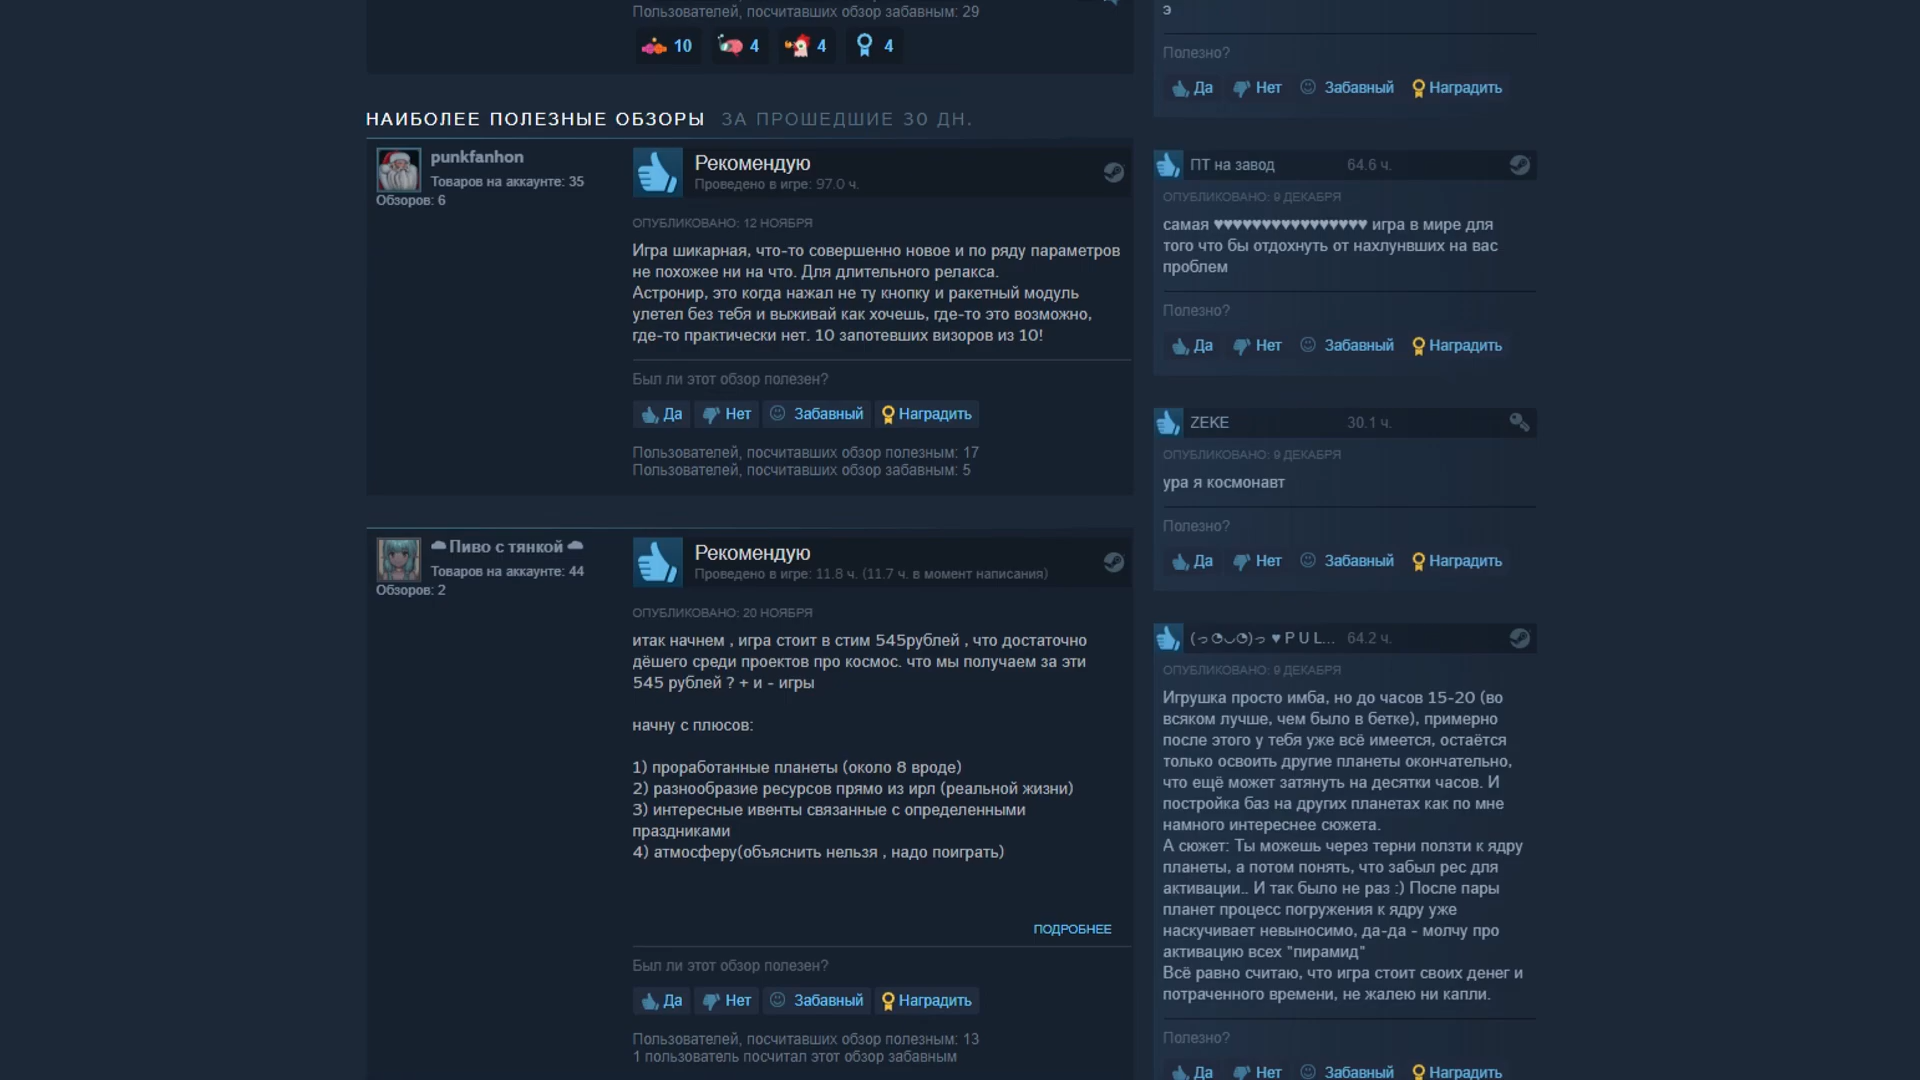 Пользователей, посчитавших обзор забавным: 29
10 4 4 4
НАИБОЛЕЕ ПОЛЕЗНЫЕ ОБЗОРЫ ЗА ПРОШЕДШИЕ 30 ДН.
punkfanhon
Товаров на аккаунте: 35
Обзоров: 6
Рекомендую
Проведено в игре: 97.0 ч.
ОПУБЛИКОВАНО: 12 НОЯБРЯ
Игра шикарная, что-то совершенно новое и по ряду параметров
не похожее ни на что. Для длительного релакса.
Астронир, это когда нажал не ту кнопку и ракетный модуль
улетел без тебя и выживай как хочешь, где-то это возможно,
где-то практически нет. 10 запотевших визоров из 10!
Был ли этот обзор полезен?
Да Нет Забавный Наградить
Пользователей, посчитавших обзор полезным: 17
Пользователей, посчитавших обзор забавным: 5
Пиво с тянкой
Товаров на аккаунте: 44
Обзоров: 2
Рекомендую
Проведено в игре: 11.8 ч. (11.7 ч. в момент написания)
ОПУБЛИКОВАНО: 20 НОЯБРЯ
итак начнем , игра стоит в стим 545рублей , что достаточно
дёшего среди проектов про космос. что мы получаем за эти
545 рублей ? + и - игры
начну с плюсов:
1) проработанные планеты (около 8 вроде)
2) разнообразие ресурсов прямо из ирл (реальной жизни)
3) интересные ивенты связанные с определенными
праздниками
4) атмосферу(объяснить нельзя , надо поиграть)
ПОДРОБНЕЕ
Был ли этот обзор полезен?
Да Нет Забавный Наградить
Пользователей, посчитавших обзор полезным: 13
1 пользователь посчитал этот обзор забавным
э
Полезно?
Да Нет Забавный Наградить
ПТ на завод 64.6 ч.
ОПУБЛИКОВАНО: 9 ДЕКАБРЯ
самая ♥♥♥♥♥♥♥♥♥♥♥♥♥♥♥♥ игра в мире для
того что бы отдохнуть от нахлунвших на вас
проблем
Полезно?
Да Нет Забавный Наградить
ZEKE 30.1 ч.
ОПУБЛИКОВАНО: 9 ДЕКАБРЯ
ура я космонавт
Полезно?
Да Нет Забавный Наградить
(っ◔◡◔)っ ♥ P U L... 64.2 ч.
ОПУБЛИКОВАНО: 9 ДЕКАБРЯ
Игрушка просто имба, но до часов 15-20 (во
всяком лучше, чем было в бетке), примерно
после этого у тебя уже всё имеется, остаётся
только освоить другие планеты окончательно,
что ещё может затянуть на десятки часов. И
постройка баз на других планетах как по мне
намного интереснее сюжета.
А сюжет: Ты можешь через терни ползти к ядру
планеты, а потом понять, что забыл рес для
активации.. И так было не раз :) После пары
планет процесс погружения к ядру уже
наскучивает невыносимо, да-да - молчу про
активацию всех "пирамид"
Всё равно считаю, что игра стоит своих денег и
потраченного времени, не жалею ни капли.
Полезно?
Да Нет Забавный Наградить